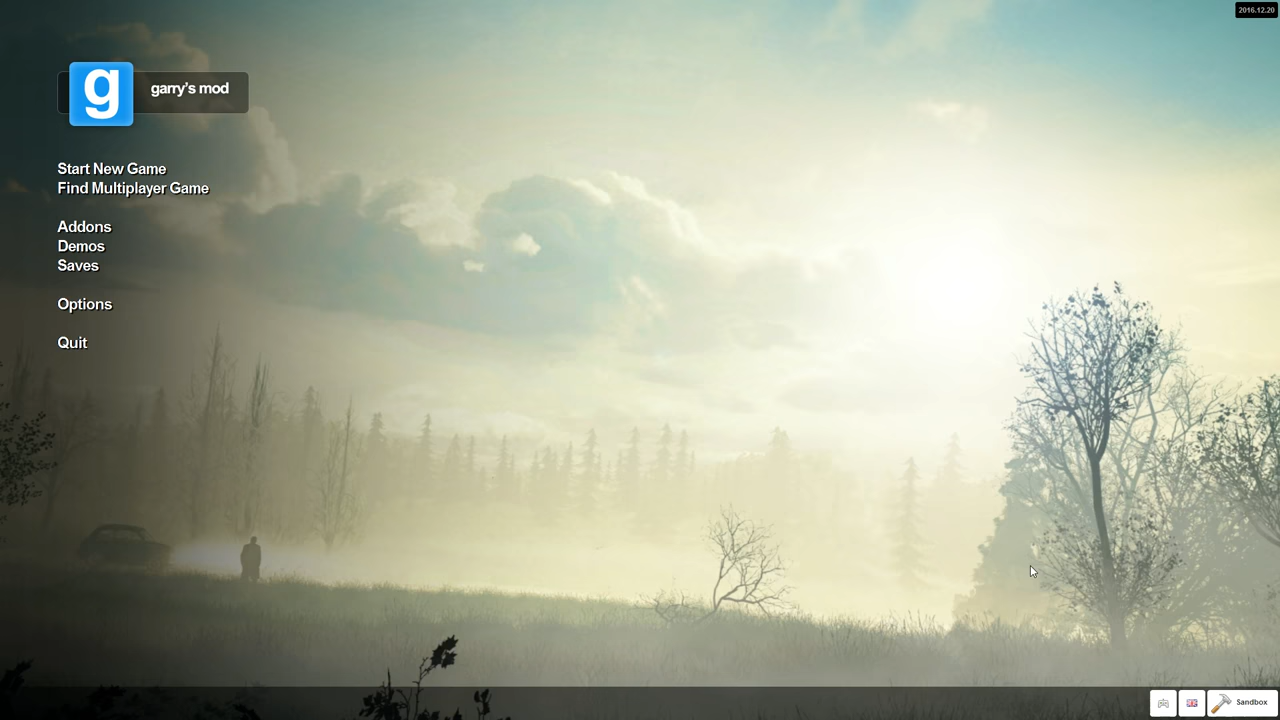 2016.12.20
g
garry's mod
Start New Game
Find Multiplayer Game
Addons
Demos
Saves
Options
Quit
Sandbox